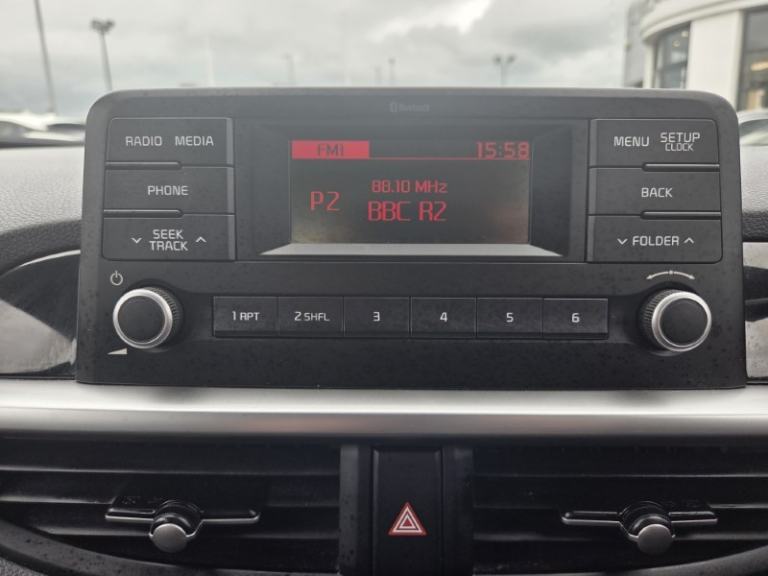 Bluetooth
RADIO MEDIA
PHONE
SEEK
TRACK
FM1 15:58
88.10 MHz
P2
BBC R2
MENU SETUP
CLOCK
BACK
FOLDER
1 RPT 2 SHFL 3 4 5 6